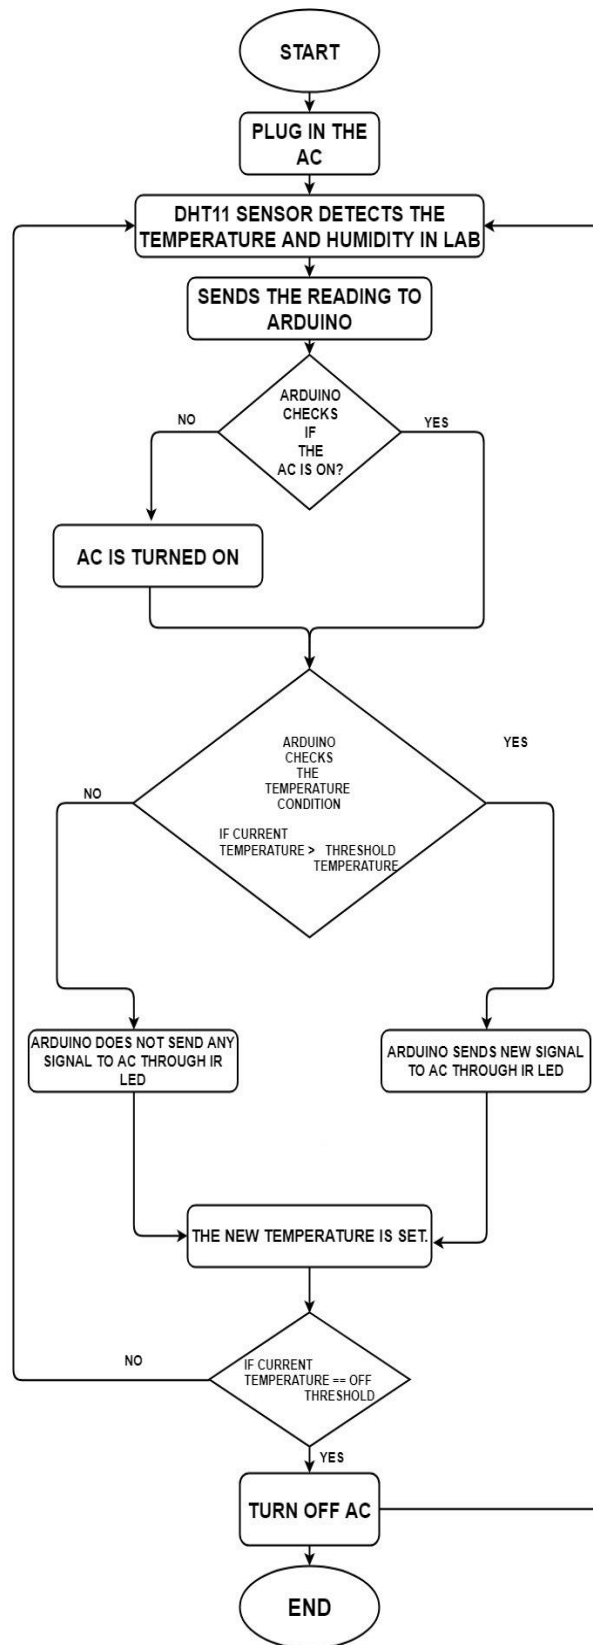 START
PLUG IN THE
AC
DHT11 SENSOR DETECTS THE
TEMPERATURE AND HUMIDITY IN LAB
SENDS THE READING TO
ARDUINO
ARDUINO
CHECKS
IF
THE
AC IS ON?
NO
YES
AC IS TURNED ON
ARDUINO
CHECKS
THE
TEMPERATURE
CONDITION
IF CURRENT
TEMPERATURE > THRESHOLD
TEMPERATURE
NO
YES
ARDUINO DOES NOT SEND ANY
SIGNAL TO AC THROUGH IR
LED
ARDUINO SENDS NEW SIGNAL
TO AC THROUGH IR LED
THE NEW TEMPERATURE IS SET.
IF CURRENT
TEMPERATURE == OFF
THRESHOLD
NO
YES
TURN OFF AC
END